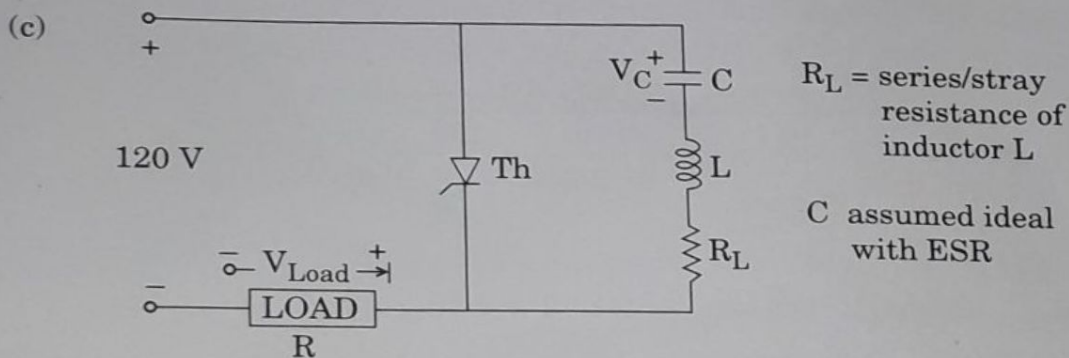 (c)
+
120 V
V_C + − C
Th
L
R_L
R_L = series/stray
resistance of
inductor L
C assumed ideal
with ESR
− V_Load +
−
LOAD
R